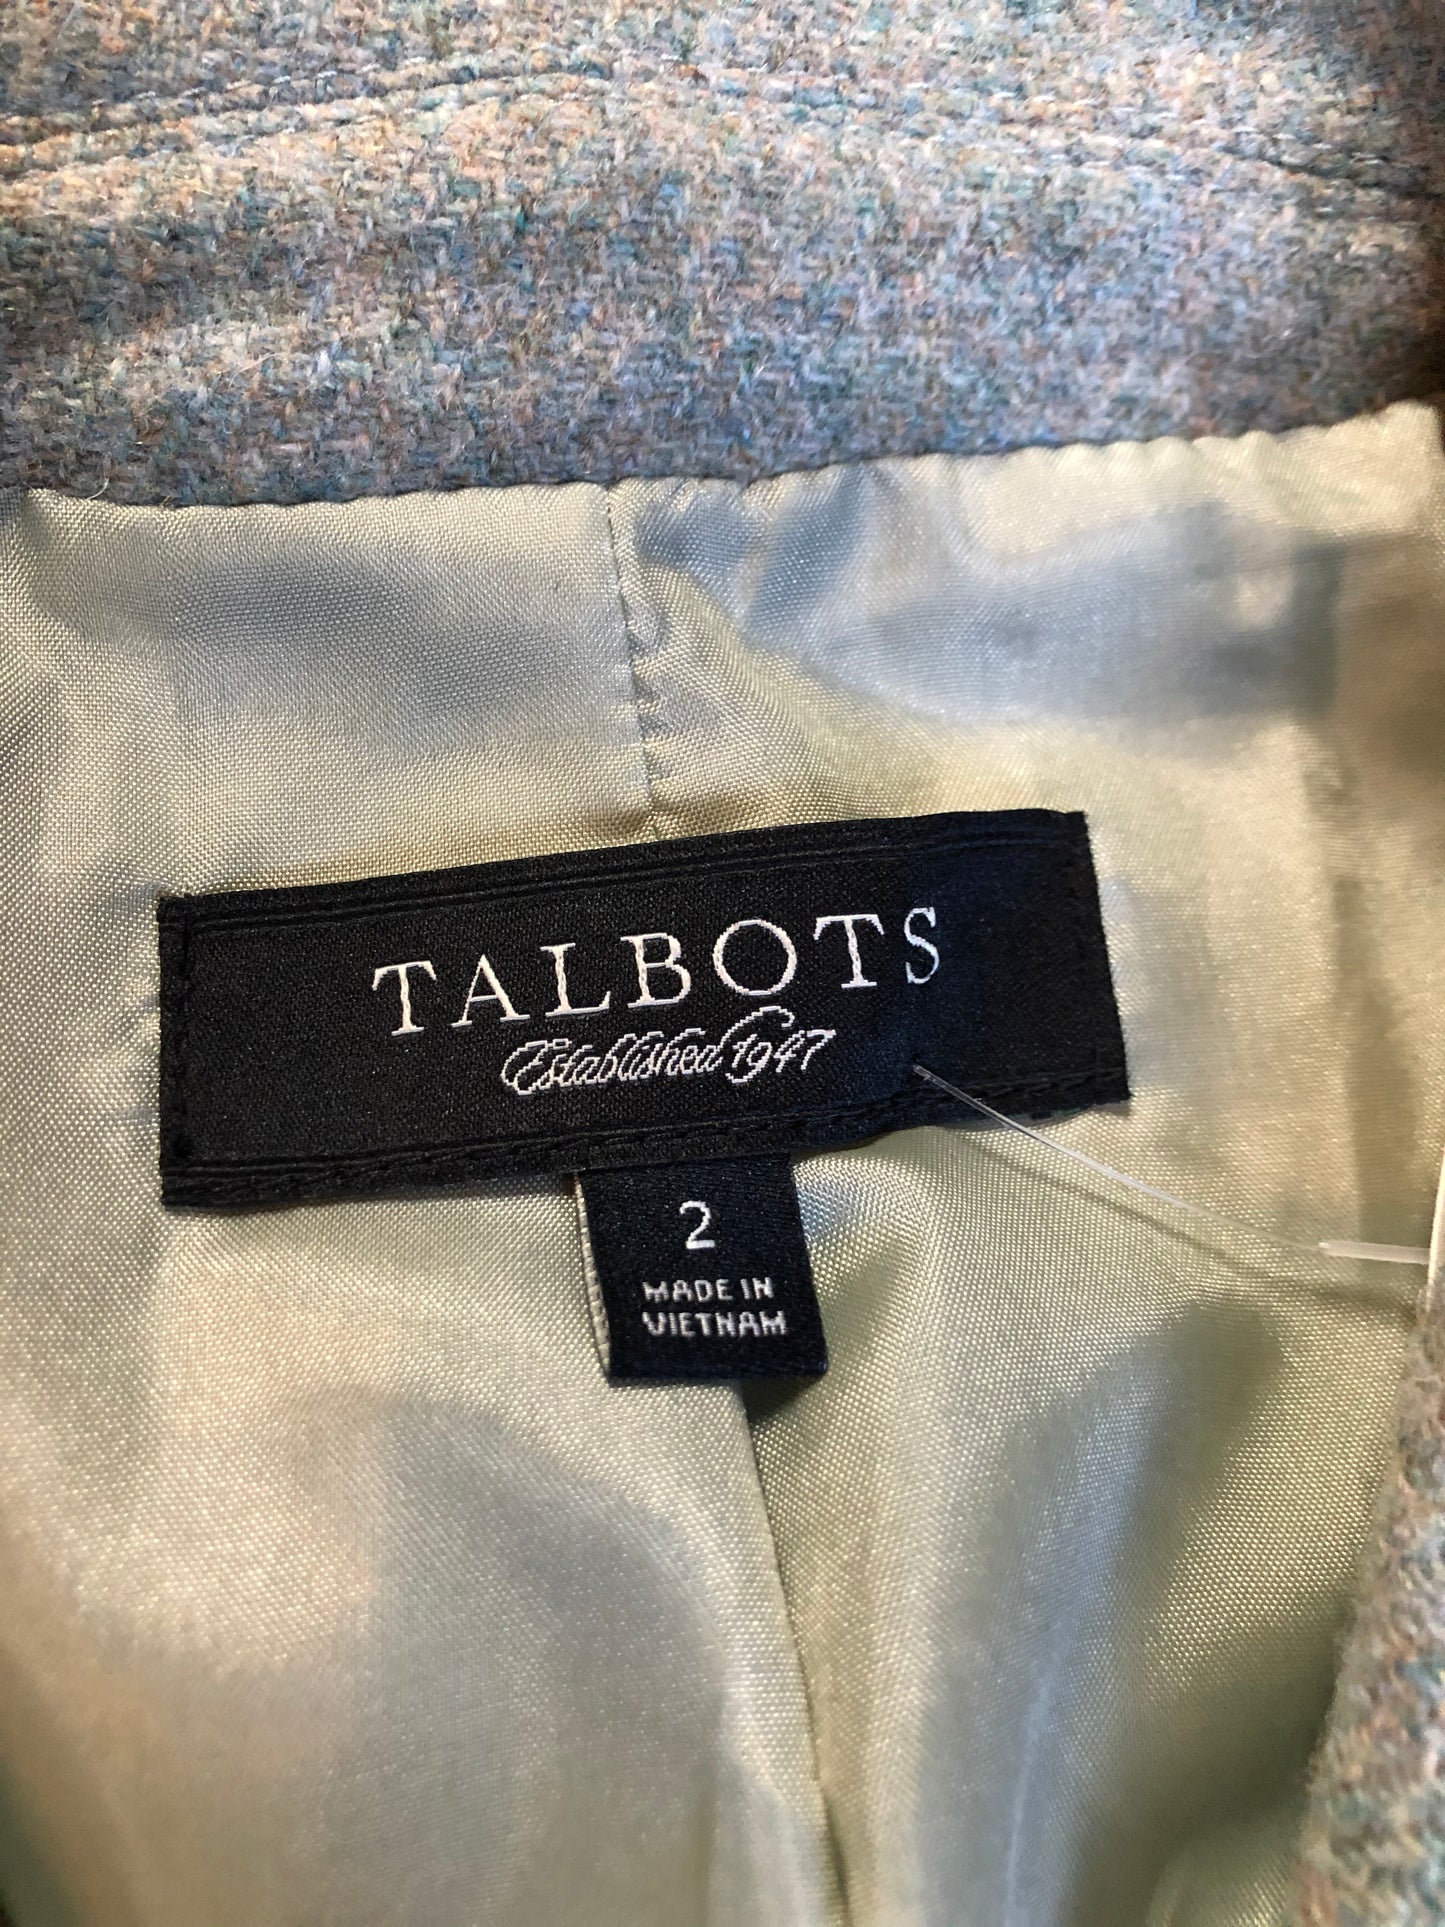 TALBOTS
Established 1947
2
MADE IN
VIETNAM